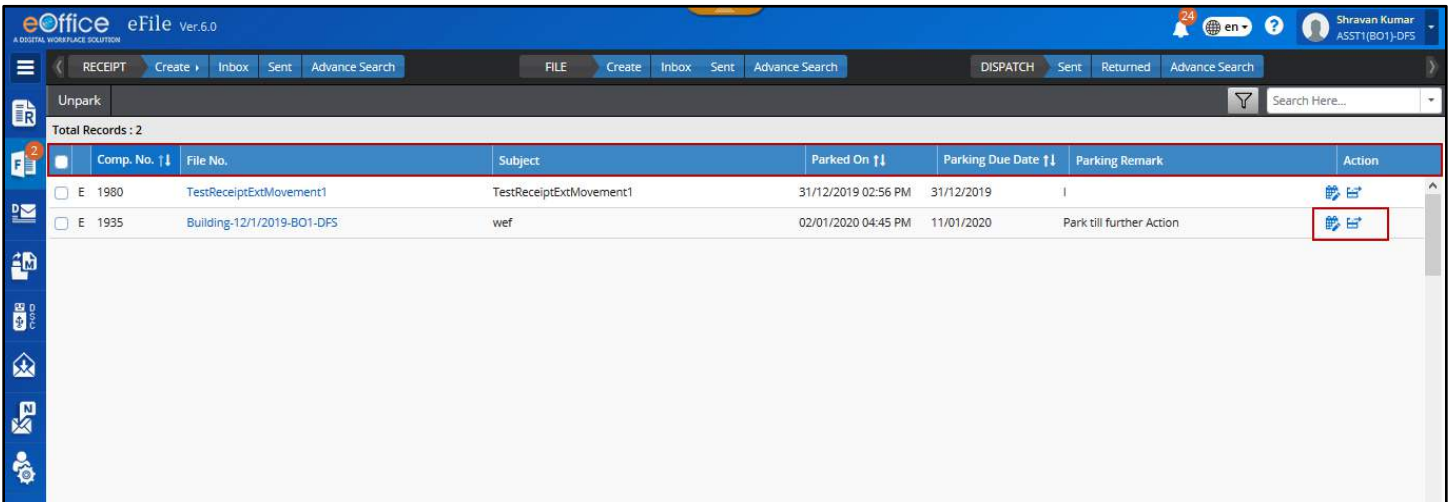 eOffice eFile Ver.6.0
A DIGITAL WORKPLACE SOLUTION
24
en
?
Shravan Kumar
ASST1(BO1)-DFS
RECEIPT Create Inbox Sent Advance Search FILE Create Inbox Sent Advance Search DISPATCH Sent Returned Advance Search
Unpark Search Here...
Total Records : 2
Comp. No. File No. Subject Parked On Parking Due Date Parking Remark Action
E 1980 TestReceiptExtMovement1 TestReceiptExtMovement1 31/12/2019 02:56 PM 31/12/2019 l
E 1935 Building-12/1/2019-BO1-DFS wef 02/01/2020 04:45 PM 11/01/2020 Park till further Action
R
F 2
D
M
DSC
N